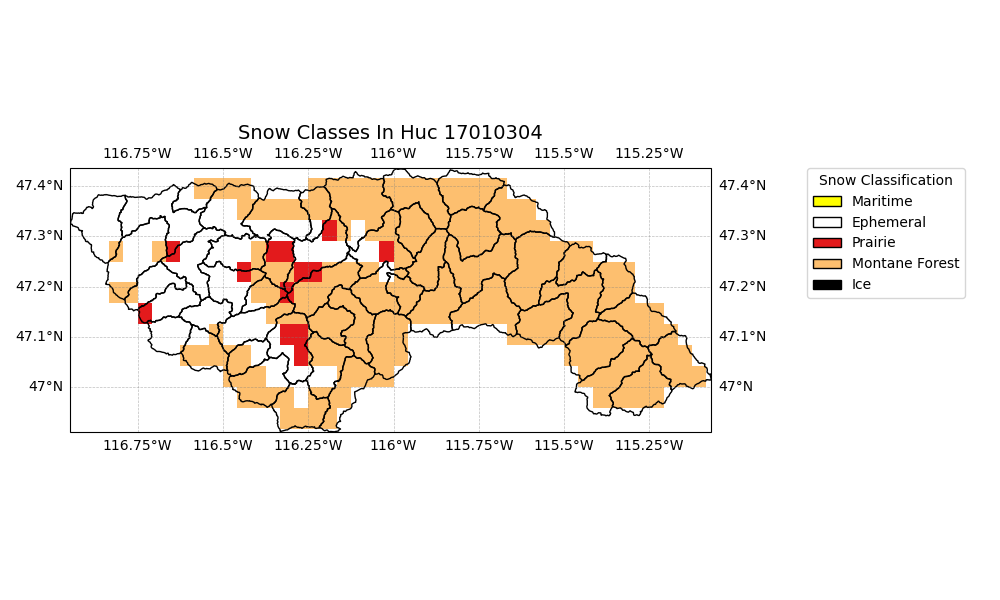 Snow Classes In Huc 17010304
116.75°W 116.5°W 116.25°W 116°W 115.75°W 115.5°W 115.25°W
47.4°N 47.4°N
47.3°N 47.3°N
47.2°N 47.2°N
47.1°N 47.1°N
47°N 47°N
116.75°W 116.5°W 116.25°W 116°W 115.75°W 115.5°W 115.25°W
Snow Classification
Maritime
Ephemeral
Prairie
Montane Forest
Ice